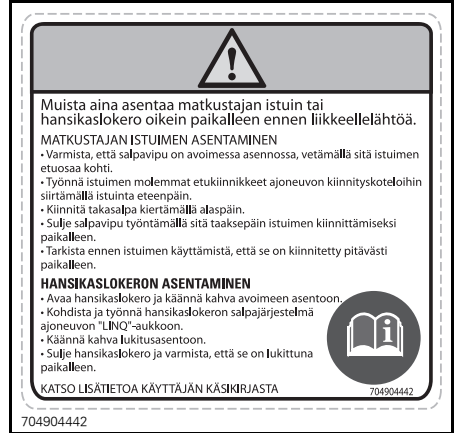 Muista aina asentaa matkustajan istuin tai
hansikaslokero oikein paikalleen ennen liikkeellelähtöä.
MATKUSTAJAN ISTUIMEN ASENTAMINEN
• Varmista, että salpavipu on avoimessa asennossa, vetämällä sitä istuimen
etuosaa kohti.
• Työnnä istuimen molemmat etukiinnikkeet ajoneuvon kiinnityskoteloihin
siirtämällä istuinta eteenpäin.
• Kiinnitä takasalpa kiertämällä alaspäin.
• Sulje salpavipu työntämällä sitä taaksepäin istuimen kiinnittämiseksi
paikalleen.
• Tarkista ennen istuimen käyttämistä, että se on kiinnitetty pitävästi
paikalleen.
HANSIKASLOKERON ASENTAMINEN
• Avaa hansikaslokero ja käännä kahva avoimeen asentoon.
• Kohdista ja työnnä hansikaslokeron salpajärjestelmä
ajoneuvon "LINQ"-aukkoon.
• Käännä kahva lukitusasentoon.
• Sulje hansikaslokero ja varmista, että se on lukittuna
paikalleen.
KATSO LISÄTIETOA KÄYTTÄJÄN KÄSIKIRJASTA
704904442
704904442